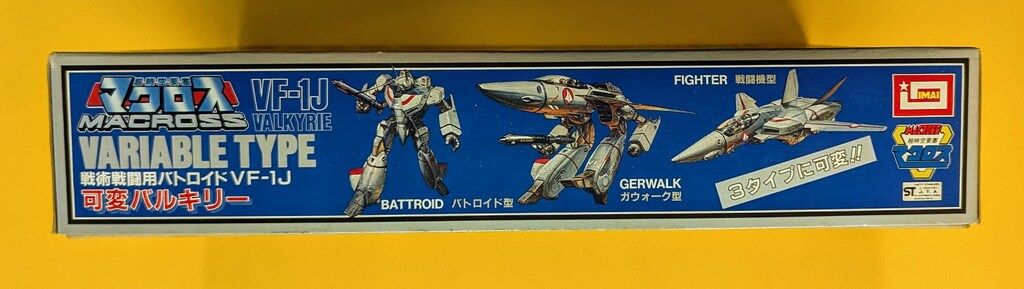 超時空要塞
マクロス
MACROSS
VF-1J
VALKYRIE
VARIABLE TYPE
戦術戦闘用バトロイドVF-1J
可変バルキリー
BATTROID バトロイド型
GERWALK
ガウォーク型
FIGHTER 戦闘機型
3タイプに可変!!
IMAI
超時空要塞
マクロス
ST